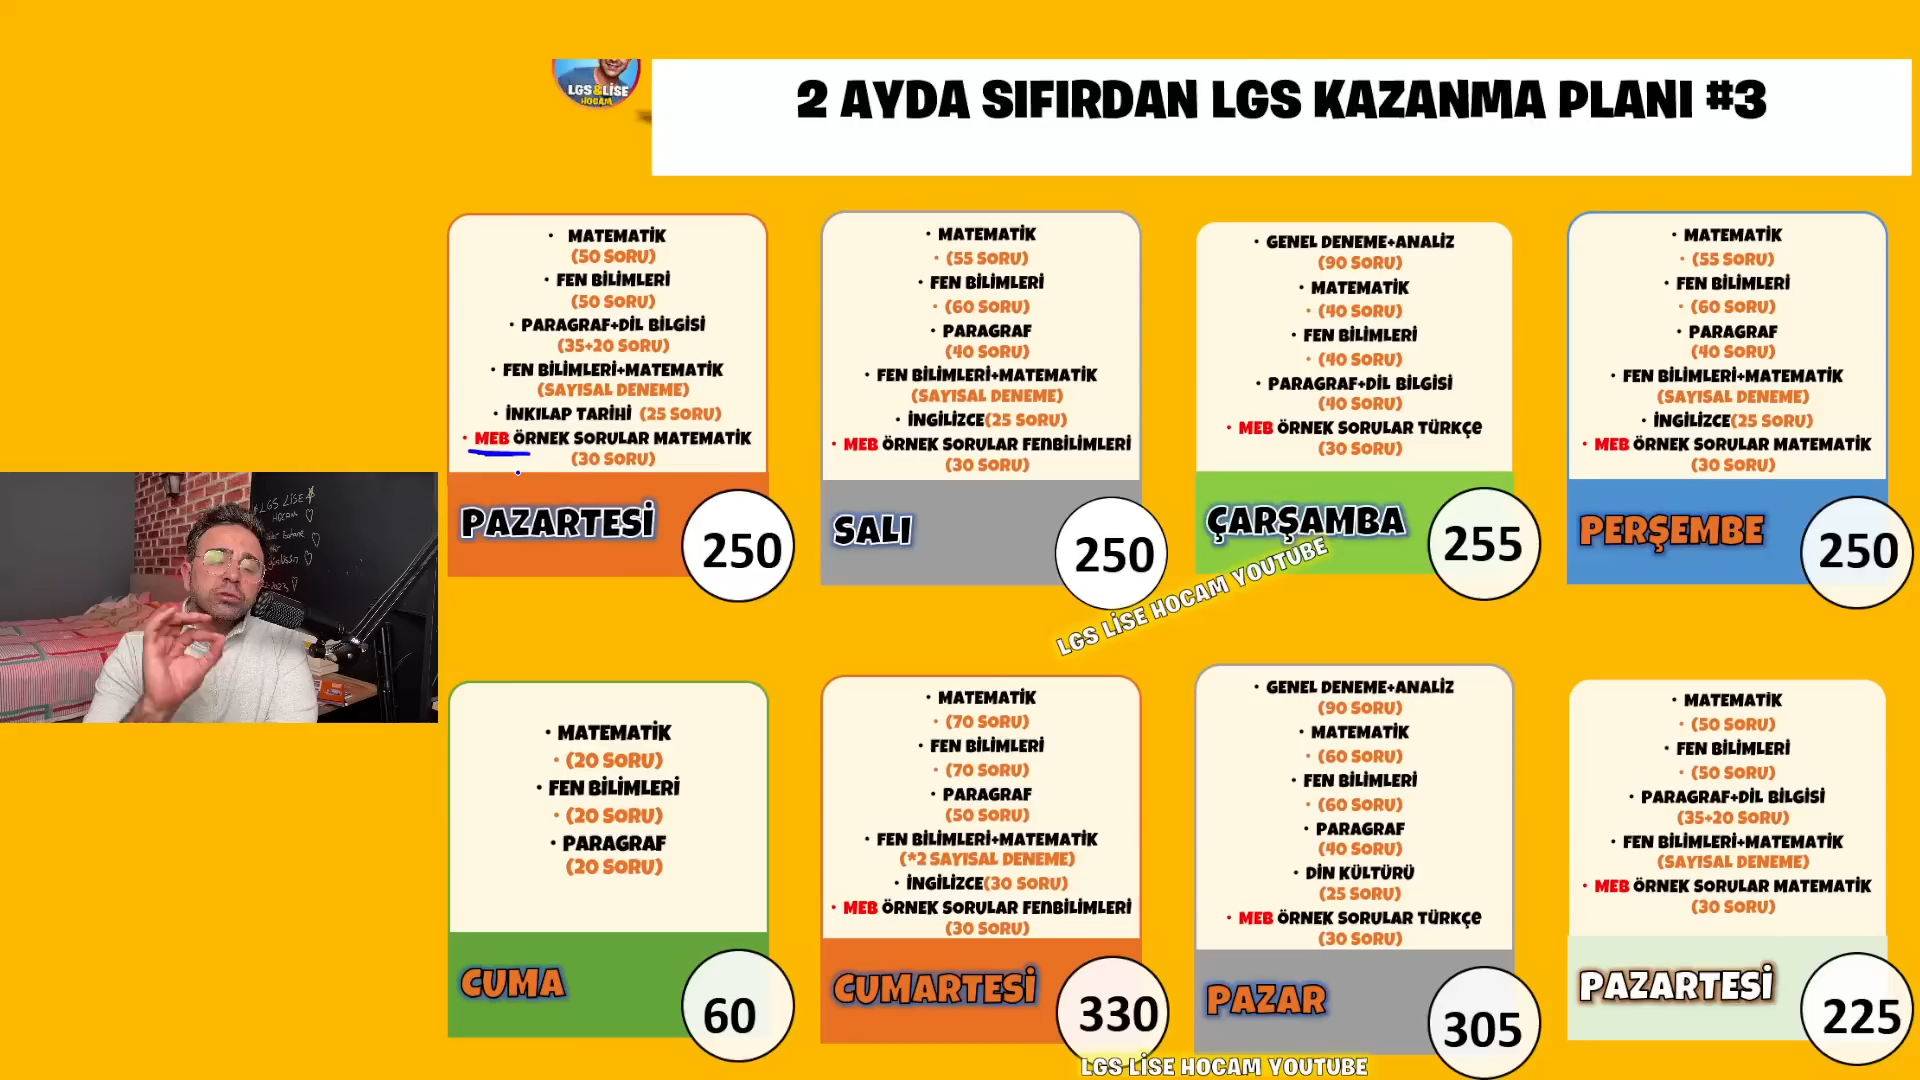 LGS&LİSE
HOCAM
2 AYDA SIFIRDAN LGS KAZANMA PLANI #3
• MATEMATİK
(50 SORU)
• FEN BİLİMLERİ
(50 SORU)
• PARAGRAF+DİL BİLGİSİ
(35+20 SORU)
• FEN BİLİMLERİ+MATEMATİK
(SAYISAL DENEME)
• İNKILAP TARİHİ (25 SORU)
• MEB ÖRNEK SORULAR MATEMATİK
(30 SORU)
PAZARTESİ
250
• MATEMATİK
• (55 SORU)
• FEN BİLİMLERİ
• (60 SORU)
• PARAGRAF
(40 SORU)
• FEN BİLİMLERİ+MATEMATİK
(SAYISAL DENEME)
• İNGİLİZCE(25 SORU)
• MEB ÖRNEK SORULAR FENBİLİMLERİ
(30 SORU)
SALI
250
• GENEL DENEME+ANALİZ
(90 SORU)
• MATEMATİK
• (40 SORU)
• FEN BİLİMLERİ
• (40 SORU)
• PARAGRAF+DİL BİLGİSİ
(40 SORU)
• MEB ÖRNEK SORULAR TÜRKÇe
(30 SORU)
ÇARŞAMBA
255
• MATEMATİK
• (55 SORU)
• FEN BİLİMLERİ
• (60 SORU)
• PARAGRAF
(40 SORU)
• FEN BİLİMLERİ+MATEMATİK
(SAYISAL DENEME)
• İNGİLİZCE(25 SORU)
• MEB ÖRNEK SORULAR MATEMATİK
(30 SORU)
PERŞEMBE
250
LGS LİSE HOCAM YOUTUBE
LGS LİSE
HOCAM
• MATEMATİK
• (20 SORU)
• FEN BİLİMLERİ
• (20 SORU)
• PARAGRAF
(20 SORU)
CUMA
60
• MATEMATİK
• (70 SORU)
• FEN BİLİMLERİ
• (70 SORU)
• PARAGRAF
(50 SORU)
• FEN BİLİMLERİ+MATEMATİK
(*2 SAYISAL DENEME)
• İNGİLİZCE(30 SORU)
• MEB ÖRNEK SORULAR FENBİLİMLERİ
(30 SORU)
CUMARTESİ
330
• GENEL DENEME+ANALİZ
(90 SORU)
• MATEMATİK
• (60 SORU)
• FEN BİLİMLERİ
• (60 SORU)
• PARAGRAF
(40 SORU)
• DİN KÜLTÜRÜ
(25 SORU)
• MEB ÖRNEK SORULAR TÜRKÇe
(30 SORU)
PAZAR
305
• MATEMATİK
• (50 SORU)
• FEN BİLİMLERİ
• (50 SORU)
• PARAGRAF+DİL BİLGİSİ
(35+20 SORU)
• FEN BİLİMLERİ+MATEMATİK
(SAYISAL DENEME)
• MEB ÖRNEK SORULAR MATEMATİK
(30 SORU)
PAZARTESİ
225
LGS LİSE HOCAM YOUTUBE